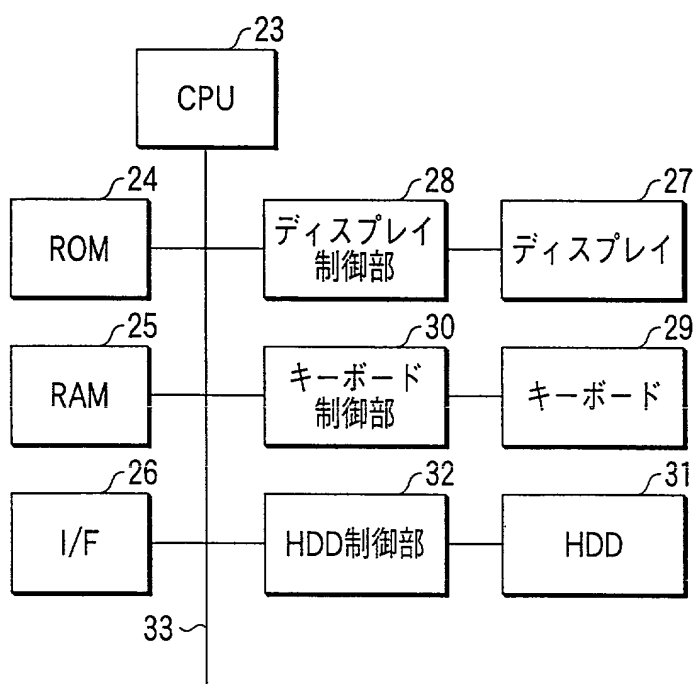 23
CPU
24
28
27
ROM
ディスプレイ
制御部
ディスプレイ
25
30
29
RAM
キーボード
制御部
キーボード
26
32
31
I/F
HDD制御部
HDD
33